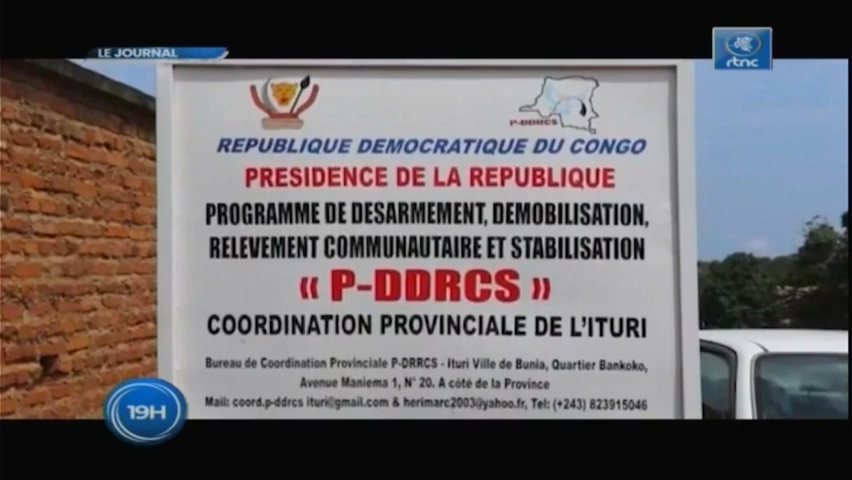 LE JOURNAL
rtnc
P-DDRCS
REPUBLIQUE DEMOCRATIQUE DU CONGO
PRESIDENCE DE LA REPUBLIQUE
PROGRAMME DE DESARMEMENT, DEMOBILISATION,
RELEVEMENT COMMUNAUTAIRE ET STABILISATION
« P-DDRCS »
COORDINATION PROVINCIALE DE L'ITURI
Bureau de Coordination Provinciale P-DRRCS - Ituri Ville de Bunia, Quartier Bankoko,
Avenue Maniema 1, N° 20. A côté de la Province
Mail: coord.p-ddrcs ituri@gmail.com & herimarc2003@yahoo.fr, Tel: (+243) 823915046
19H